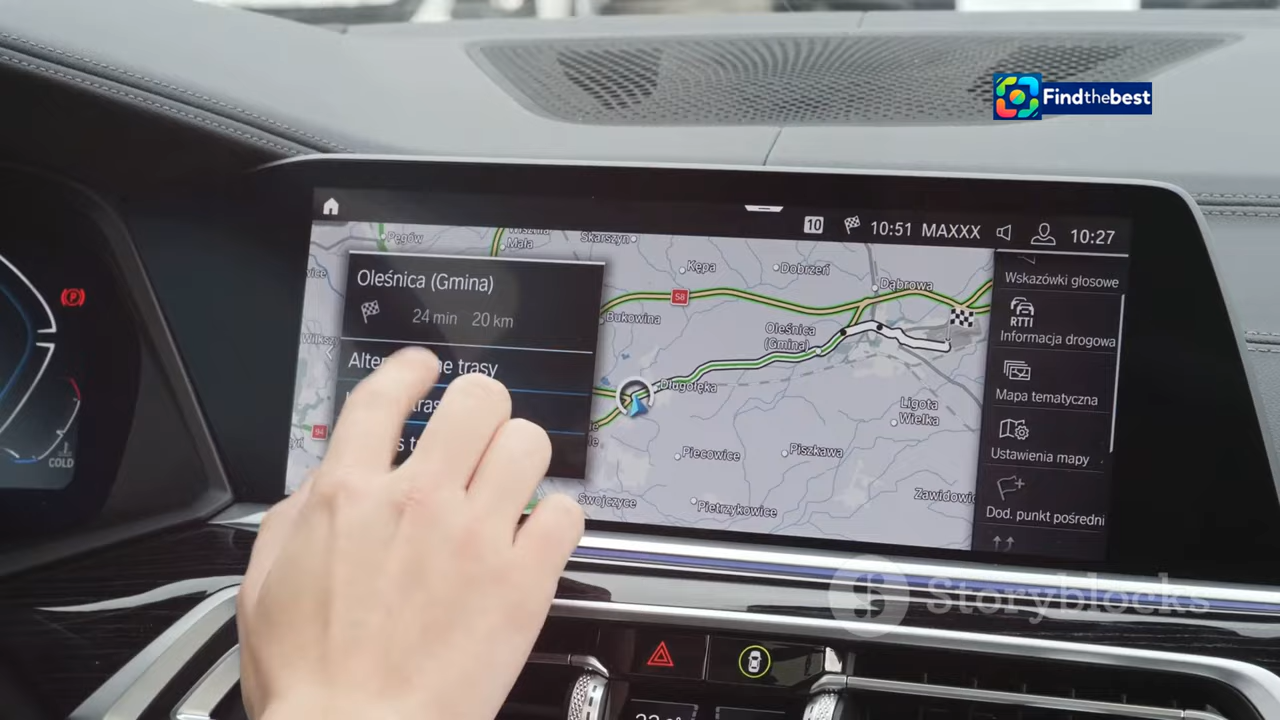 Findthebest
10
10:51 MAXXX
10:27
Pęgów
Mała
Skarszyn
Kępa
Dobrzeń
Dąbrowa
58
Bukowina
Oleśnica
(Gmina)
Długołęka
Ligota
Wielka
Piecowice
Piszkawa
Swojczyce
Pietrzykowice
94
Oleśnica (Gmina)
24 min 20 km
trasy
Wskazówki głosowe
RTTI
Informacja drogowa
Mapa tematyczna
Ustawienia mapy
Dod. punkt pośredni
P
COLD
Storyblocks